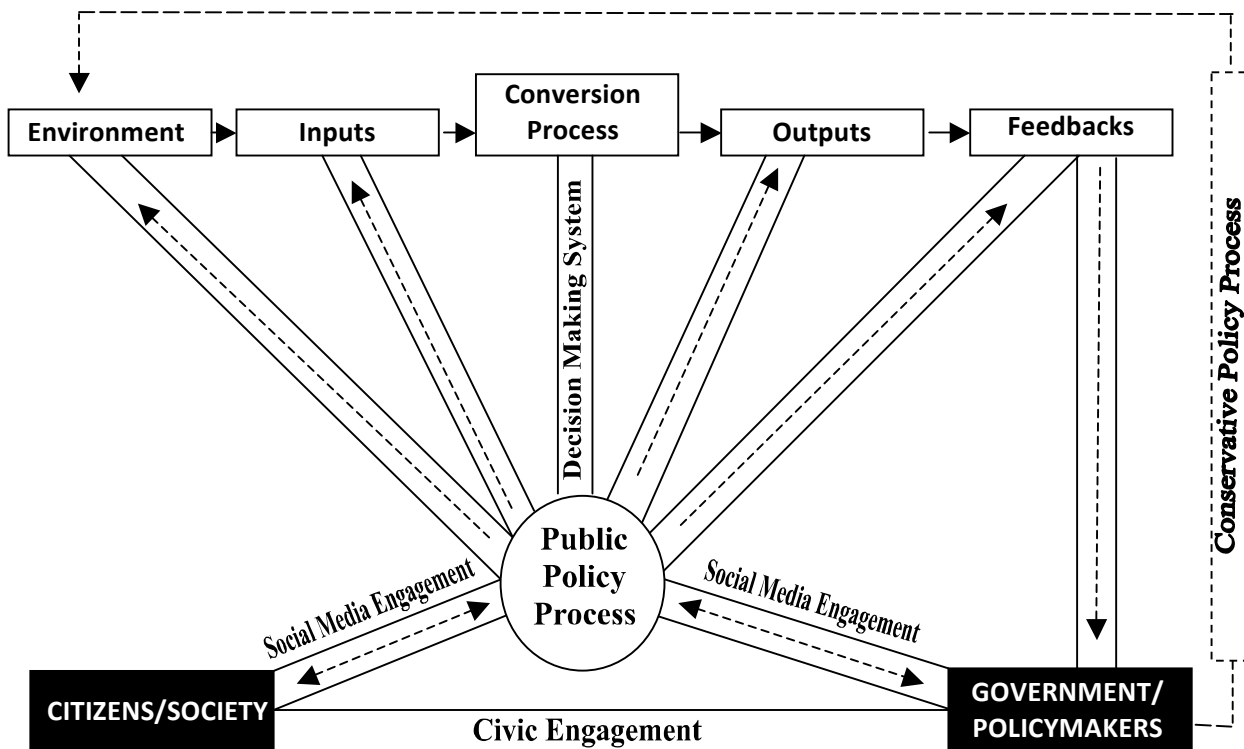 Environment
Inputs
Conversion
Process
Outputs
Feedbacks
Decision Making System
Conservative Policy Process
Public
Policy
Process
Social Media Engagement
Social Media Engagement
CITIZENS/SOCIETY
Civic Engagement
GOVERNMENT/
POLICYMAKERS